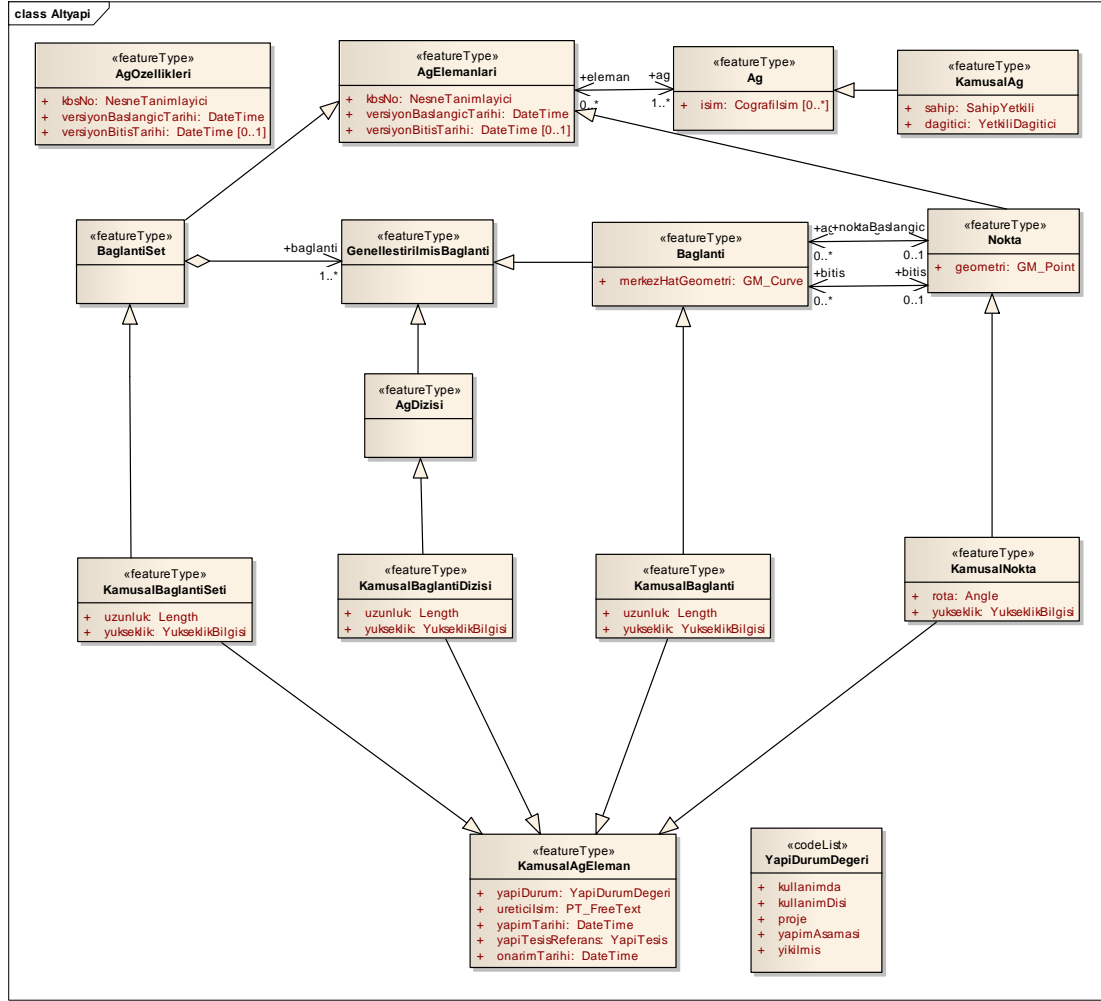 class Altyapi
«featureType»
AgOzellikleri
+ kbsNo: NesneTanimlayici
+ versiyonBaslangicTarihi: DateTime
+ versiyonBitisTarihi: DateTime [0..1]
«featureType»
AgElemanlari
+ kbsNo: NesneTanimlayici
+ versiyonBaslangicTarihi: DateTime
+ versiyonBitisTarihi: DateTime [0..1]
+eleman
0..*
+ag
1..*
«featureType»
Ag
+ isim: CografiIsim [0..*]
«featureType»
KamusalAg
+ sahip: SahipYetkili
+ dagitici: YetkiliDagitici
«featureType»
BaglantiSet
+baglanti
1..*
«featureType»
GenellestirilmisBaglanti
«featureType»
Baglanti
+ merkezHatGeometri: GM_Curve
+noktaBaslangic
0..*
0..1
+bitis
0..*
+bitis
0..1
«featureType»
Nokta
+ geometri: GM_Point
«featureType»
AgDizisi
«featureType»
KamusalBaglantiSeti
+ uzunluk: Length
+ yukseklik: YukseklikBilgisi
«featureType»
KamusalBaglantiDizisi
+ uzunluk: Length
+ yukseklik: YukseklikBilgisi
«featureType»
KamusalBaglanti
+ uzunluk: Length
+ yukseklik: YukseklikBilgisi
«featureType»
KamusalNokta
+ rota: Angle
+ yukseklik: YukseklikBilgisi
«featureType»
KamusalAgEleman
+ yapiDurum: YapiDurumDegeri
+ ureticiIsim: PT_FreeText
+ yapimTarihi: DateTime
+ yapiTesisReferans: YapiTesis
+ onarimTarihi: DateTime
«codeList»
YapiDurumDegeri
+ kullanimda
+ kullanimDisi
+ proje
+ yapimAsamasi
+ yikilmis